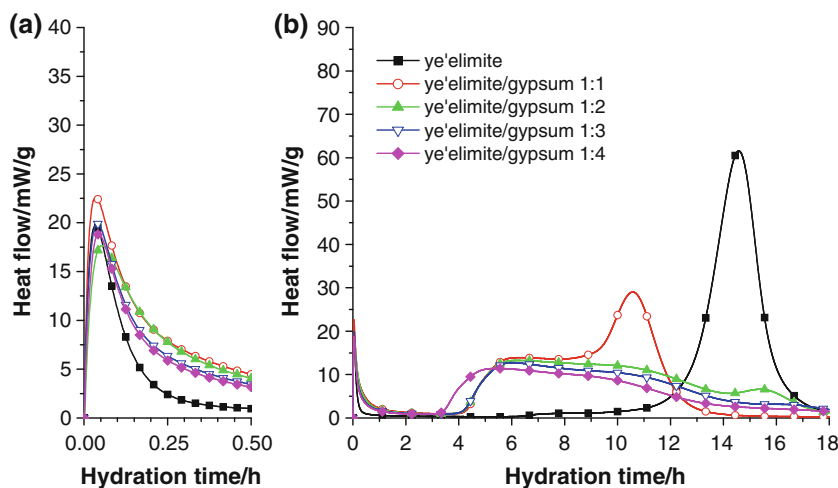 (a)
40
35
30
25
20
15
10
5
0
Heat flow/mW/g
0.00 0.25 0.50
Hydration time/h
(b)
90
80
70
60
50
40
30
20
10
0
Heat flow/mW/g
ye'elimite
ye'elimite/gypsum 1:1
ye'elimite/gypsum 1:2
ye'elimite/gypsum 1:3
ye'elimite/gypsum 1:4
0 2 4 6 8 10 12 14 16 18
Hydration time/h